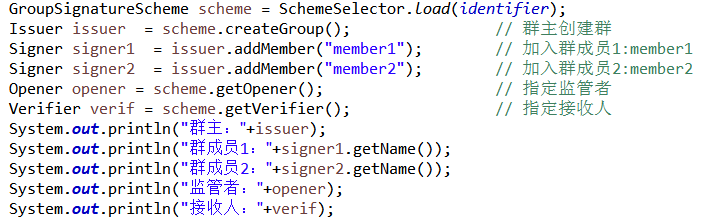 GroupSignatureScheme scheme = SchemeSelector.load(identifier);
Issuer issuer  = scheme.createGroup();                   // 群主创建群
Signer signer1  = issuer.addMember("member1");           // 加入群成员1:member1
Signer signer2  = issuer.addMember("member2");           // 加入群成员2:member2
Opener opener = scheme.getOpener();                      // 指定监管者
Verifier verif = scheme.getVerifier();                   // 指定接收人
System.out.println("群主："+issuer);
System.out.println("群成员1："+signer1.getName());
System.out.println("群成员2："+signer2.getName());
System.out.println("监管者："+opener);
System.out.println("接收人："+verif);